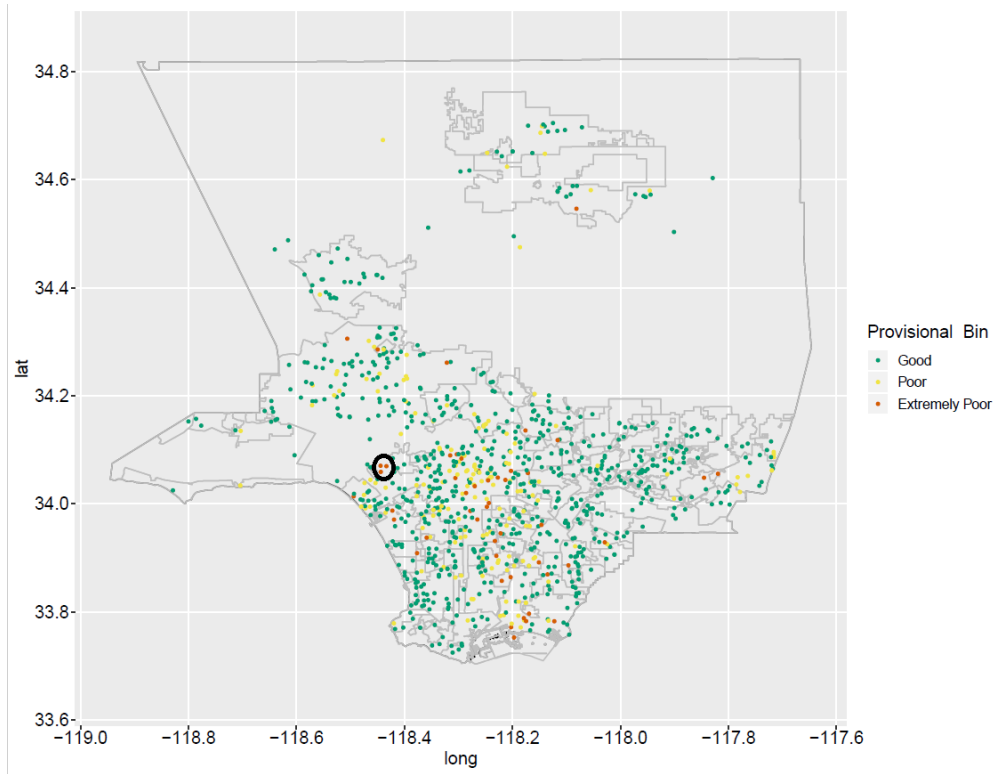 34.8
34.6
34.4
34.2
34.0
33.8
33.6
lat
−119.0 −118.8 −118.6 −118.4 −118.2 −118.0 −117.8 −117.6
long
Provisional Bin
Good
Poor
Extremely Poor